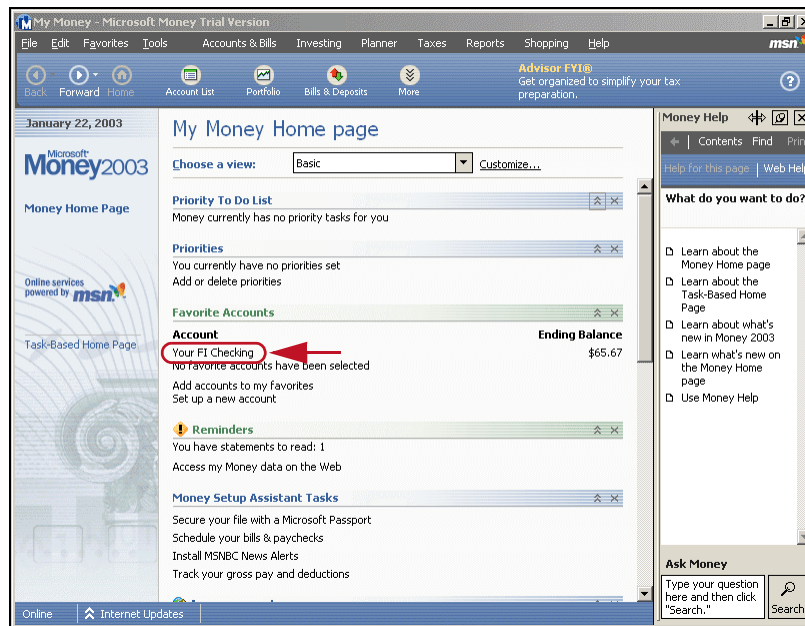 My Money - Microsoft Money Trial Version
File Edit Favorites Tools Accounts & Bills Investing Planner Taxes Reports Shopping Help
msn
Back Forward Home Account List Portfolio Bills & Deposits More
Advisor FYI®
Get organized to simplify your tax
preparation.
January 22, 2003
Microsoft
Money2003
Money Home Page
Online services
powered by msn
Task-Based Home Page
My Money Home page
Choose a view: Basic Customize...
Priority To Do List
Money currently has no priority tasks for you
Priorities
You currently have no priorities set
Add or delete priorities
Favorite Accounts
Account Ending Balance
Your FI Checking $65.67
No favorite accounts have been selected
Add accounts to my favorites
Set up a new account
Reminders
You have statements to read: 1
Access my Money data on the Web
Money Setup Assistant Tasks
Secure your file with a Microsoft Passport
Schedule your bills & paychecks
Install MSNBC News Alerts
Track your gross pay and deductions
Money Help
Contents Find Prin
Help for this page Web Help
What do you want to do?
Learn about the
Money Home page
Learn about the
Task-Based Home
Page
Learn about what's
new in Money 2003
Learn what's new on
the Money Home
page
Use Money Help
Ask Money
Type your question
here and then click
"Search."
Search
Online Internet Updates